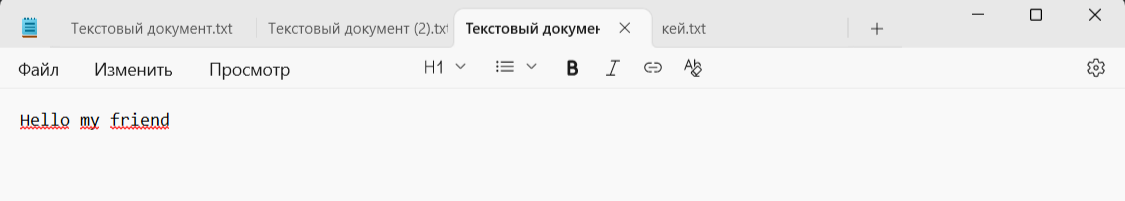 Текстовый документ.txt Текстовый документ (2).txt Текстовый докумен кей.txt
Файл Изменить Просмотр H1 B I
Hello my friend